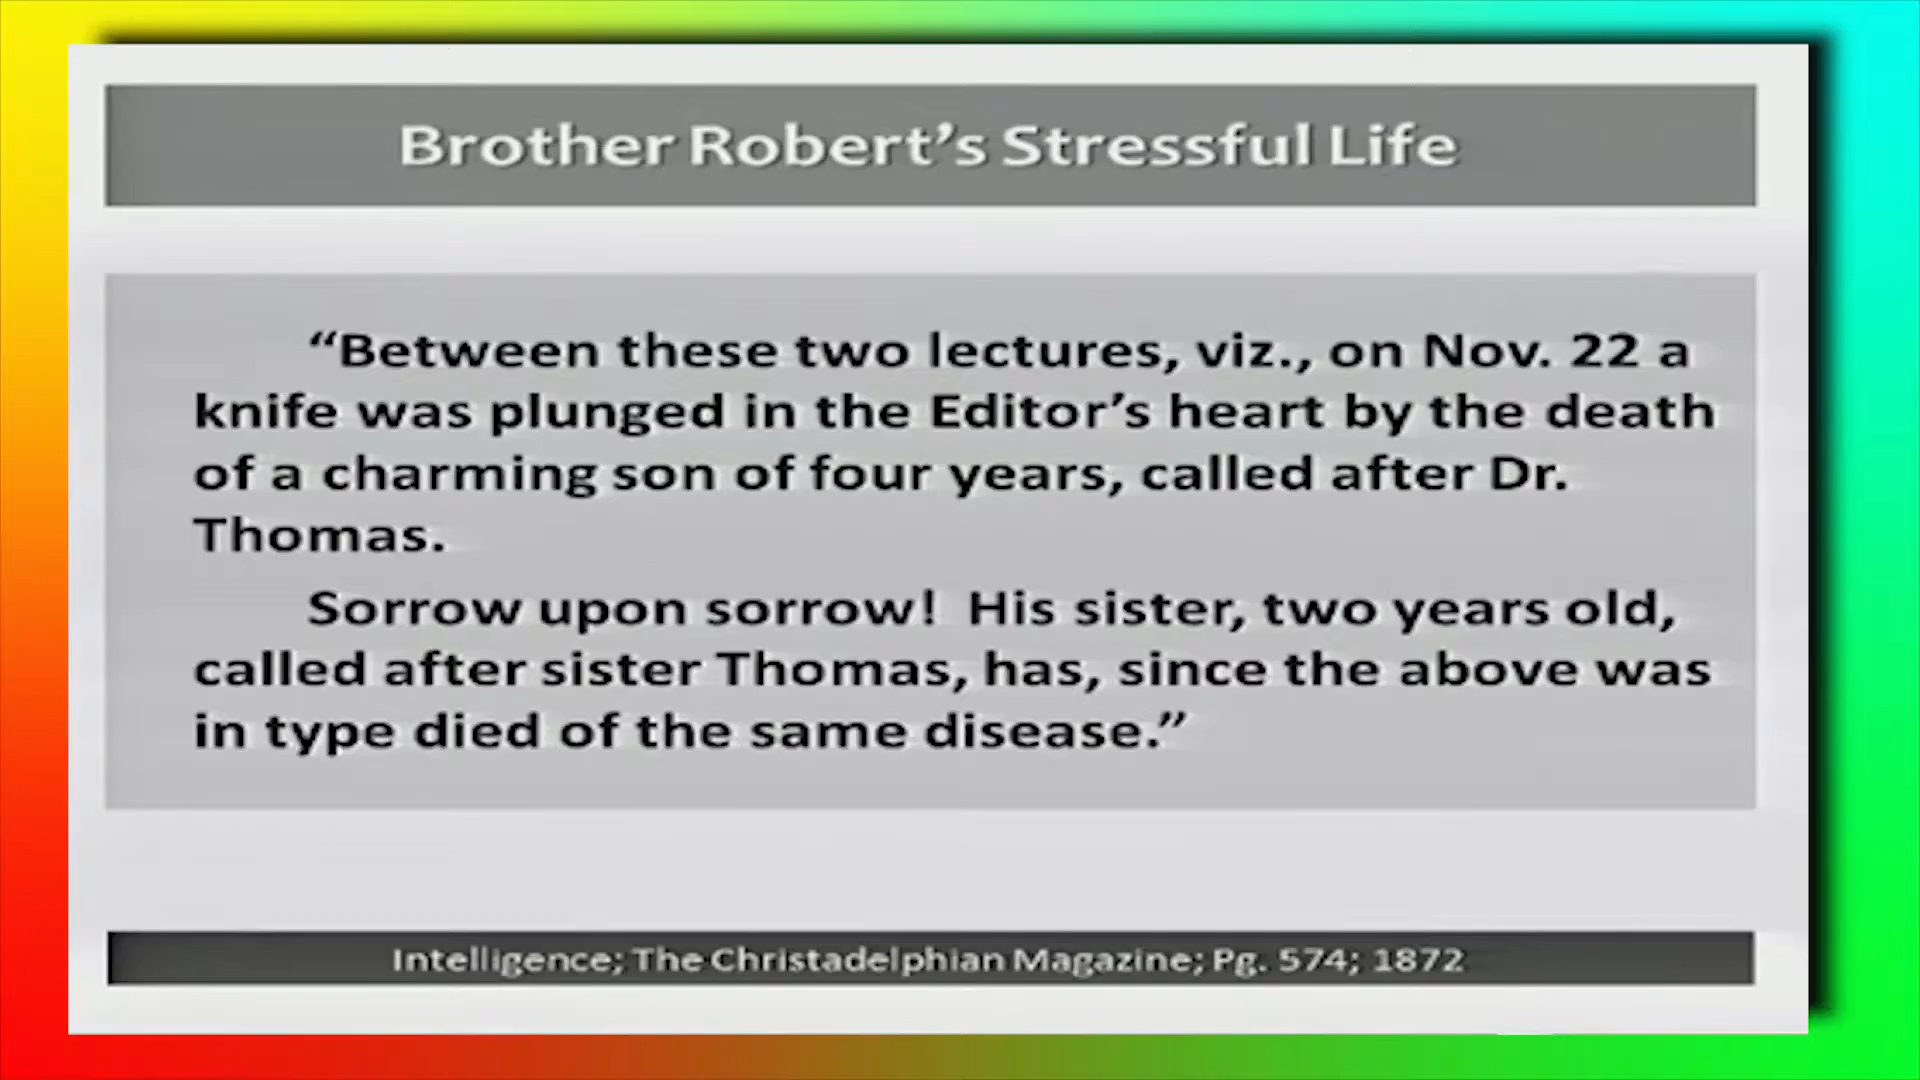 Brother Robert's Stressful Life
“Between these two lectures, viz., on Nov. 22 a
knife was plunged in the Editor’s heart by the death
of a charming son of four years, called after Dr.
Thomas.
Sorrow upon sorrow!  His sister, two years old,
called after sister Thomas, has, since the above was
in type died of the same disease.”
Intelligence; The Christadelphian Magazine; Pg. 574; 1872